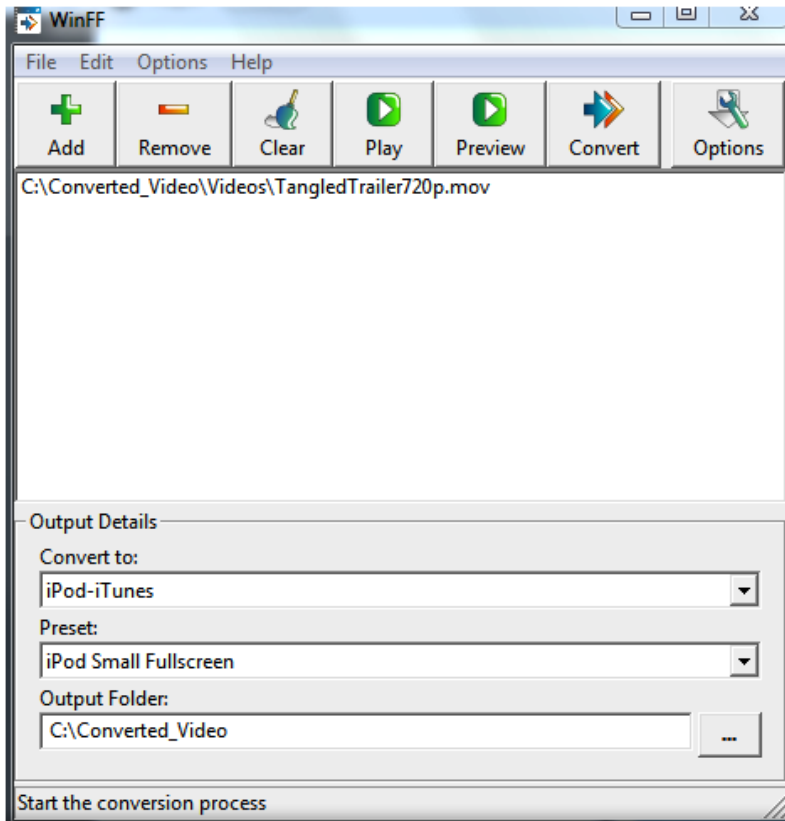 WinFF
File Edit Options Help
Add Remove Clear Play Preview Convert Options
C:\Converted_Video\Videos\TangledTrailer720p.mov
Output Details
Convert to:
iPod-iTunes
Preset:
iPod Small Fullscreen
Output Folder:
C:\Converted_Video
...
Start the conversion process